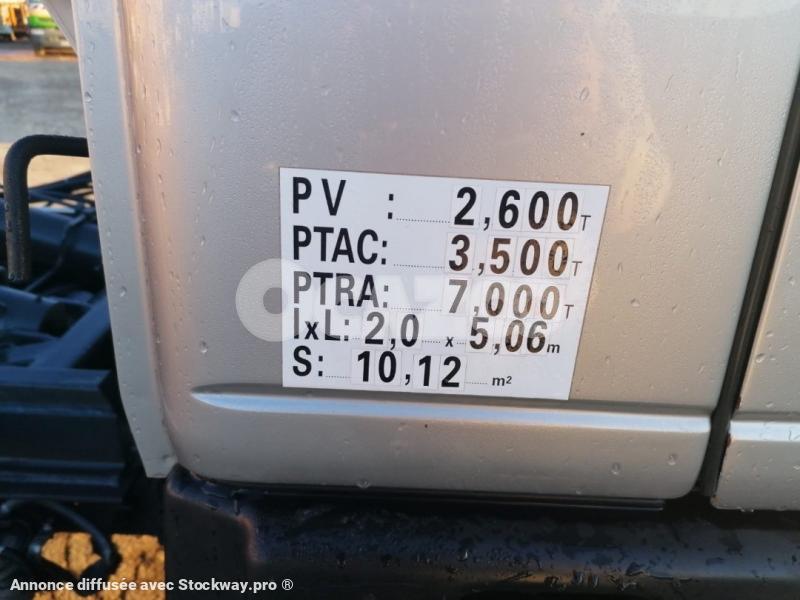 PV : 2,600 T
PTAC: 3,500 T
PTRA: 7,000 T
lxL: 2,0 x 5,06 m
S: 10,12 m²
Annonce diffusée avec Stockway.pro ®